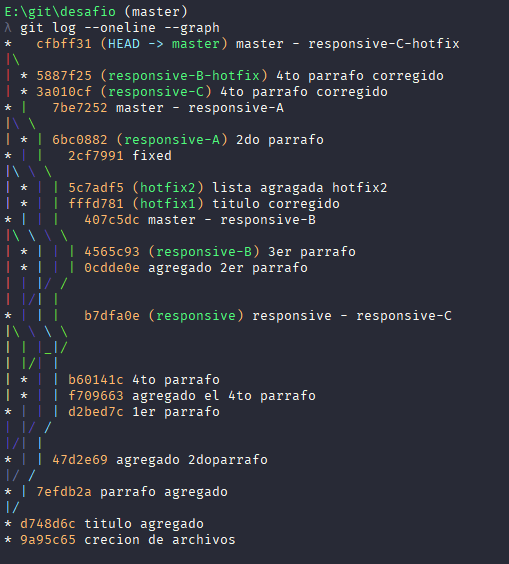 E:\git\desafio (master)
λ git log --oneline --graph
*   cfbff31 (HEAD -> master) master - responsive-C-hotfix
|\
| * 5887f25 (responsive-B-hotfix) 4to parrafo corregido
| * 3a010cf (responsive-C) 4to parrafo corregido
* |   7be7252 master - responsive-A
|\ \
| * | 6bc0882 (responsive-A) 2do parrafo
* | |   2cf7991 fixed
|\ \ \
| * | | 5c7adf5 (hotfix2) lista agragada hotfix2
| * | | fffd781 (hotfix1) titulo corregido
* | | |   407c5dc master - responsive-B
|\ \ \ \
| * | | | 4565c93 (responsive-B) 3er parrafo
| * | | | 0cdde0e agregado 2er parrafo
| | |/ /
| |/| |
* | | |   b7dfa0e (responsive) responsive - responsive-C
|\ \ \ \
| | |_|/
| |/| |
| * | | b60141c 4to parrafo
| * | | f709663 agregado el 4to parrafo
* | | | d2bed7c 1er parrafo
| |/ /
|/| |
* | | 47d2e69 agregado 2doparrafo
|/ /
* | 7efdb2a parrafo agregado
|/
* d748d6c titulo agregado
* 9a95c65 crecion de archivos